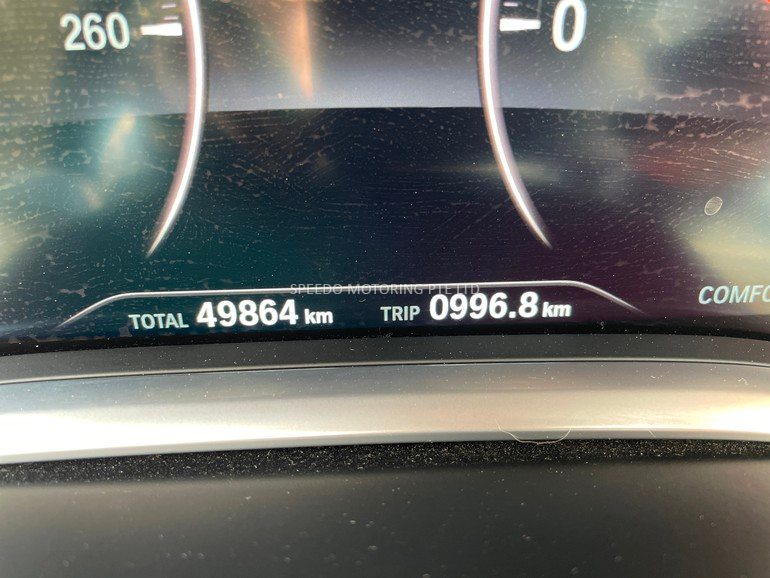 260
0
SPEEDO MOTORING PTE LTD
COMFO
TOTAL 49864 km TRIP 0996.8 km